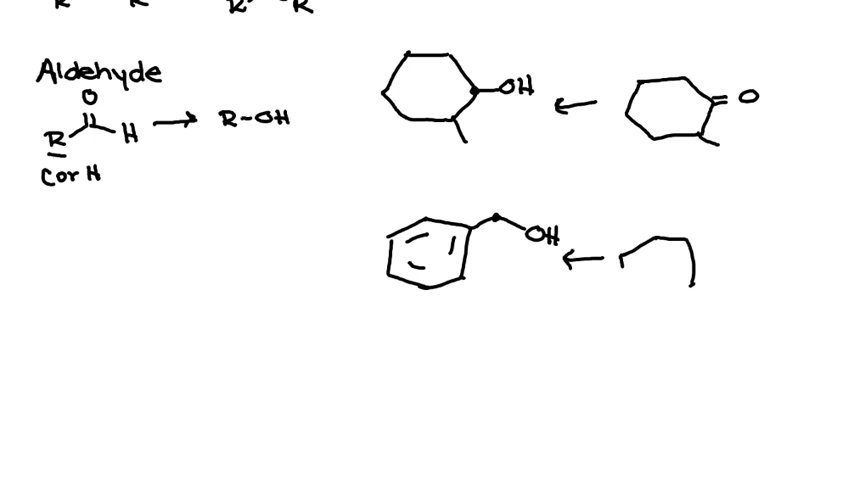 R R R' R
Aldehyde
O
R H → R-OH
C or H
OH ← O
OH ←